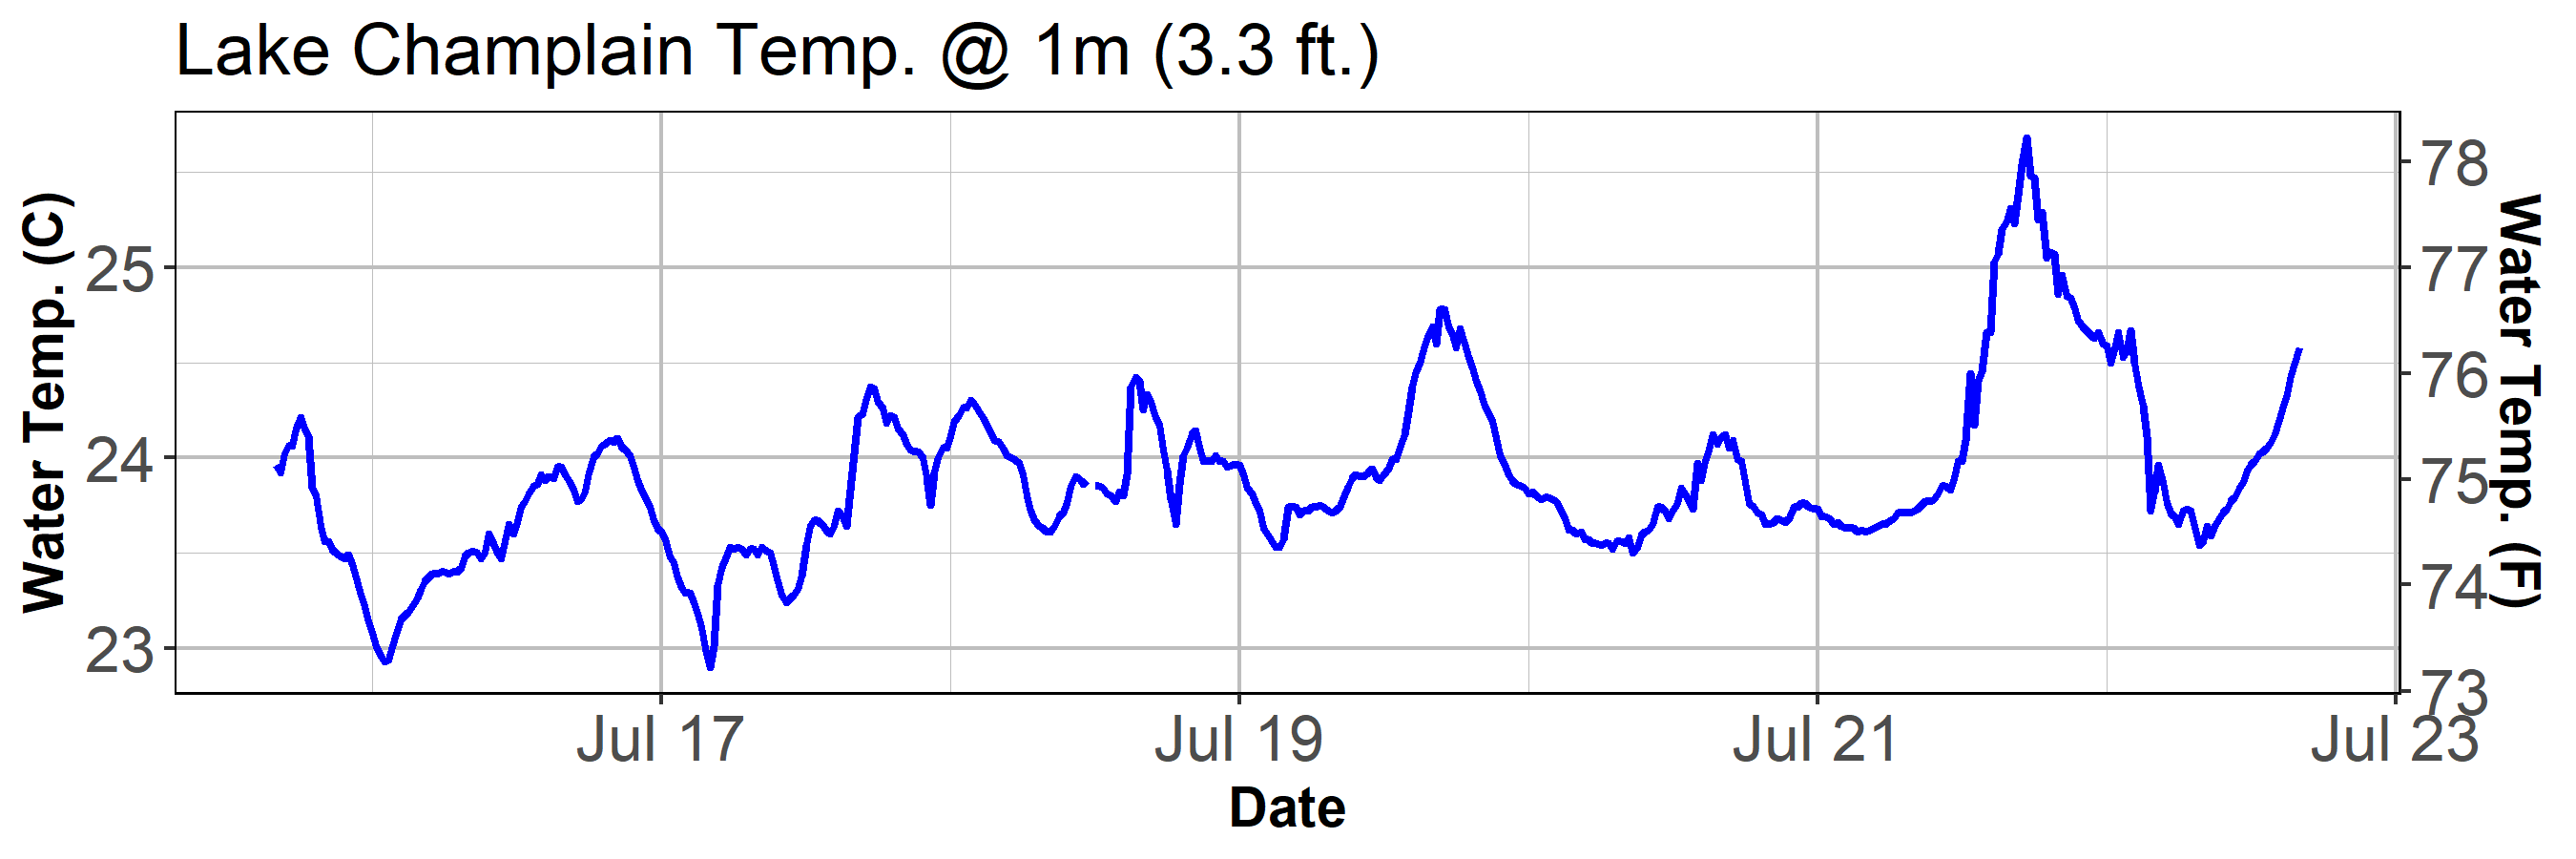 Lake Champlain Temp. @ 1m (3.3 ft.)
Water Temp. (C)
25
24
23
78
77
76
75
74
73
Water Temp. (F)
Jul 17
Jul 19
Jul 21
Jul 23
Date